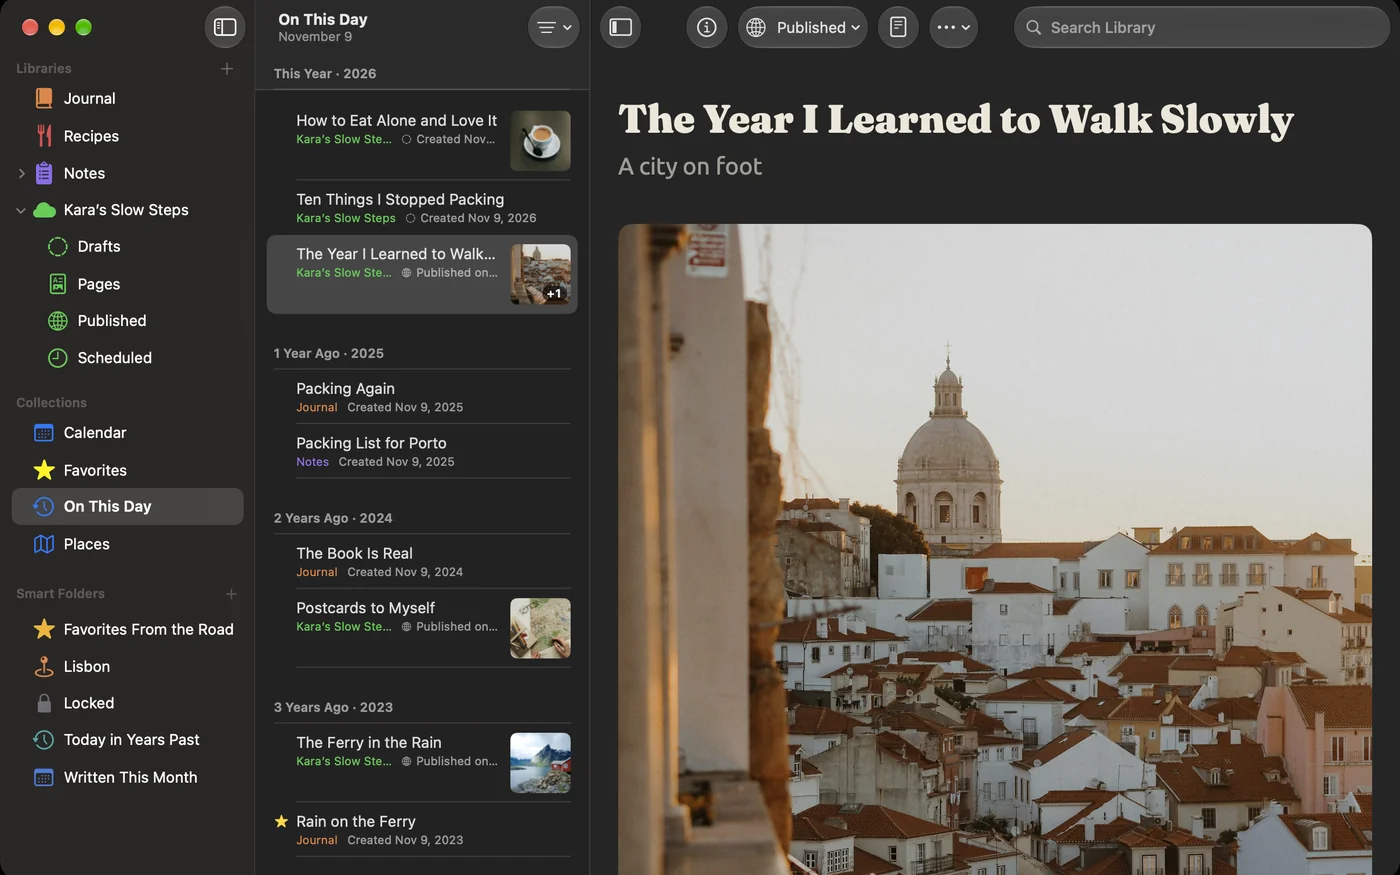 Libraries
Journal
Recipes
Notes
Kara's Slow Steps
Drafts
Pages
Published
Scheduled
Collections
Calendar
Favorites
On This Day
Places
Smart Folders
Favorites From the Road
Lisbon
Locked
Today in Years Past
Written This Month
On This Day
November 9
This Year · 2026
How to Eat Alone and Love It
Kara's Slow Ste... Created Nov...
Ten Things I Stopped Packing
Kara's Slow Steps Created Nov 9, 2026
The Year I Learned to Walk...
Kara's Slow Ste... Published on...
+1
1 Year Ago · 2025
Packing Again
Journal Created Nov 9, 2025
Packing List for Porto
Notes Created Nov 9, 2025
2 Years Ago · 2024
The Book Is Real
Journal Created Nov 9, 2024
Postcards to Myself
Kara's Slow Ste... Published on...
3 Years Ago · 2023
The Ferry in the Rain
Kara's Slow Ste... Published on...
Rain on the Ferry
Journal Created Nov 9, 2023
Published
Search Library
The Year I Learned to Walk Slowly
A city on foot